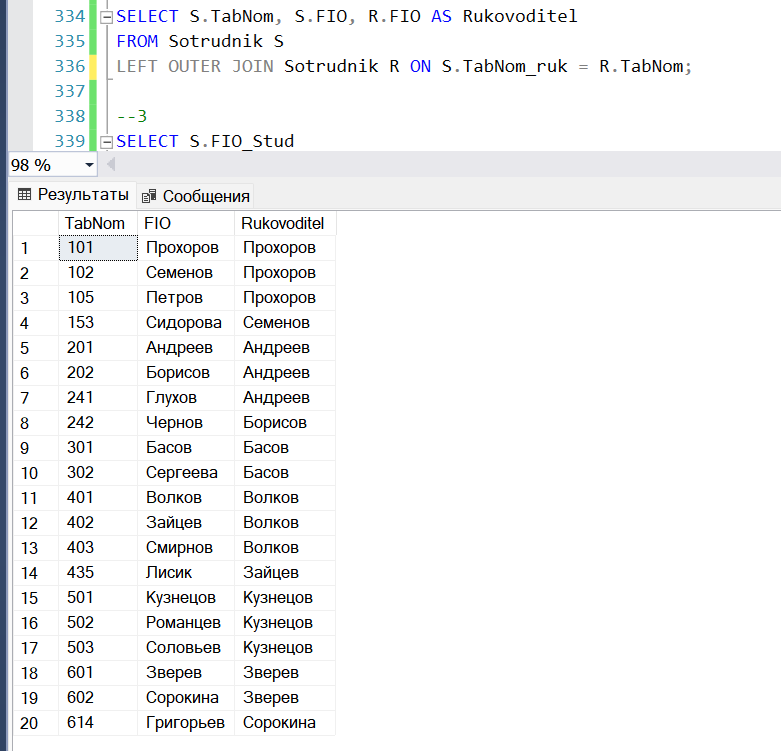 334 SELECT S.TabNom, S.FIO, R.FIO AS Rukovoditel
335 FROM Sotrudnik S
336 LEFT OUTER JOIN Sotrudnik R ON S.TabNom_ruk = R.TabNom;
337
338 --3
339 SELECT S.FIO_Stud
98 %
Результаты Сообщения
TabNom FIO Rukovoditel
1 101 Прохоров Прохоров
2 102 Семенов Прохоров
3 105 Петров Прохоров
4 153 Сидорова Семенов
5 201 Андреев Андреев
6 202 Борисов Андреев
7 241 Глухов Андреев
8 242 Чернов Борисов
9 301 Басов Басов
10 302 Сергеева Басов
11 401 Волков Волков
12 402 Зайцев Волков
13 403 Смирнов Волков
14 435 Лисик Зайцев
15 501 Кузнецов Кузнецов
16 502 Романцев Кузнецов
17 503 Соловьев Кузнецов
18 601 Зверев Зверев
19 602 Сорокина Зверев
20 614 Григорьев Сорокина